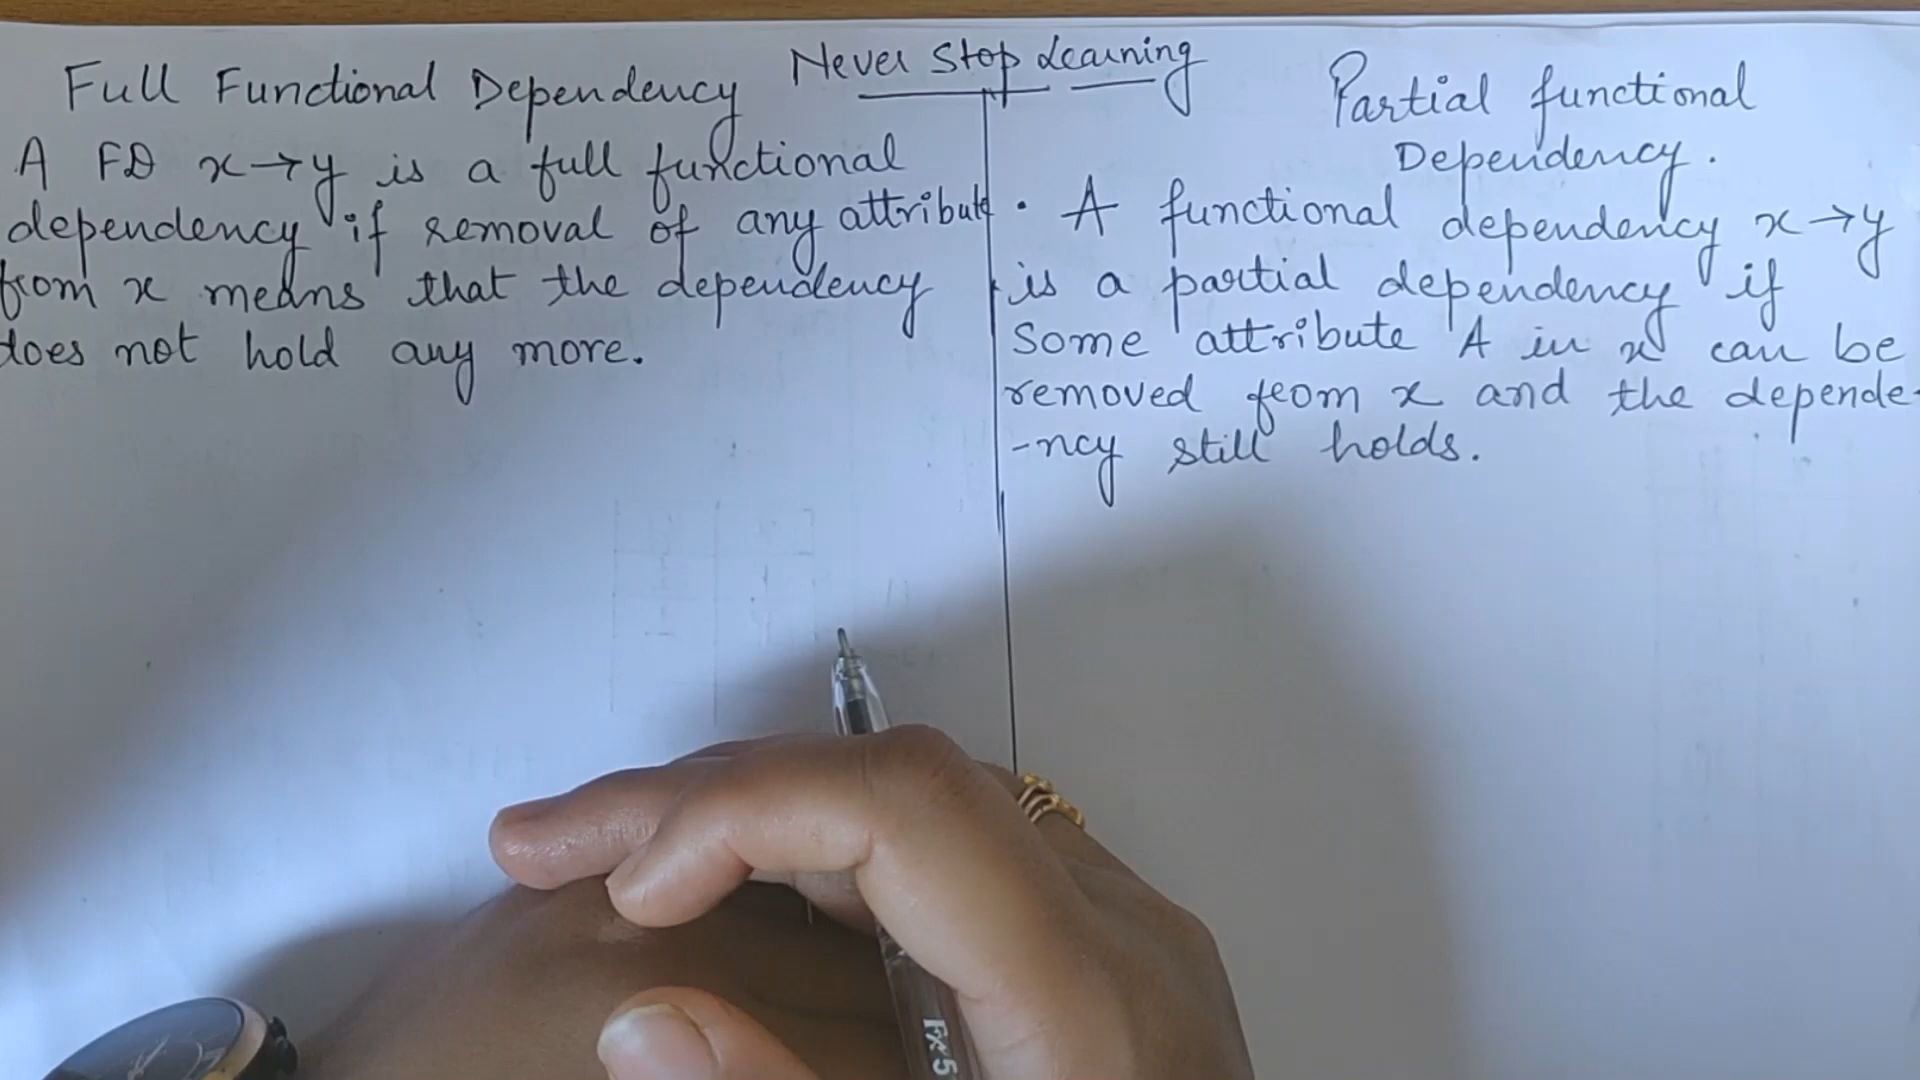 Never Stop Learning
Full Functional Dependency
A FD x→y is a full functional
dependency if removal of any attribute
from x means that the dependency
does not hold any more.
Partial functional
Dependency.
• A functional dependency x→y
is a partial dependency if
Some attribute A in x can be
removed from x and the depende-
-ncy still holds.
Fx 5